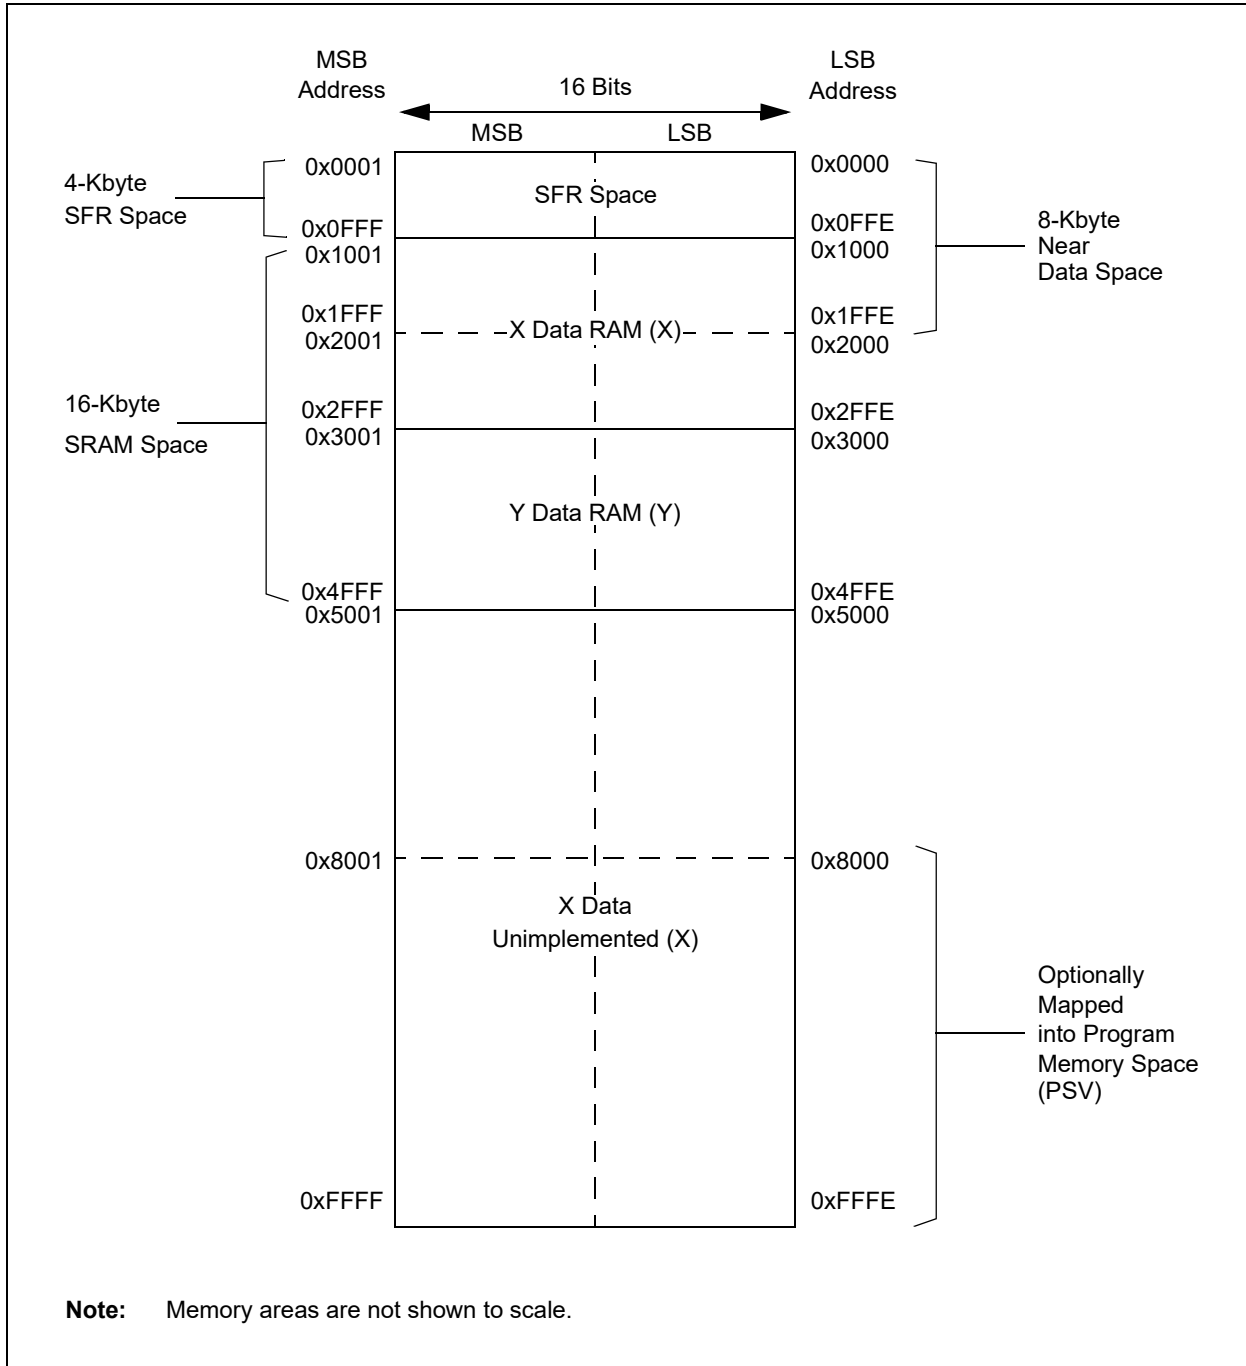 MSB
Address
LSB
Address
16 Bits
MSB
LSB
0x0001
0x0000
4-Kbyte
SFR Space
SFR Space
0x0FFF
0x0FFE
0x1001
0x1000
8-Kbyte
Near
Data Space
0x1FFF
0x1FFE
X Data RAM (X)
0x2001
0x2000
16-Kbyte
SRAM Space
0x2FFF
0x2FFE
0x3001
0x3000
Y Data RAM (Y)
0x4FFF
0x4FFE
0x5001
0x5000
0x8001
0x8000
X Data
Unimplemented (X)
Optionally
Mapped
into Program
Memory Space
(PSV)
0xFFFF
0xFFFE
Note: Memory areas are not shown to scale.